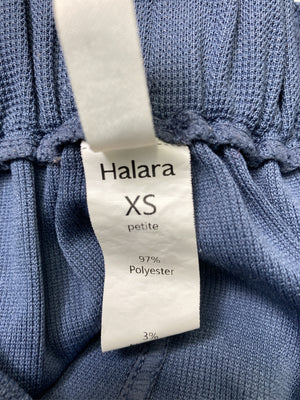 Halara
XS
petite
97%
Polyester
3%